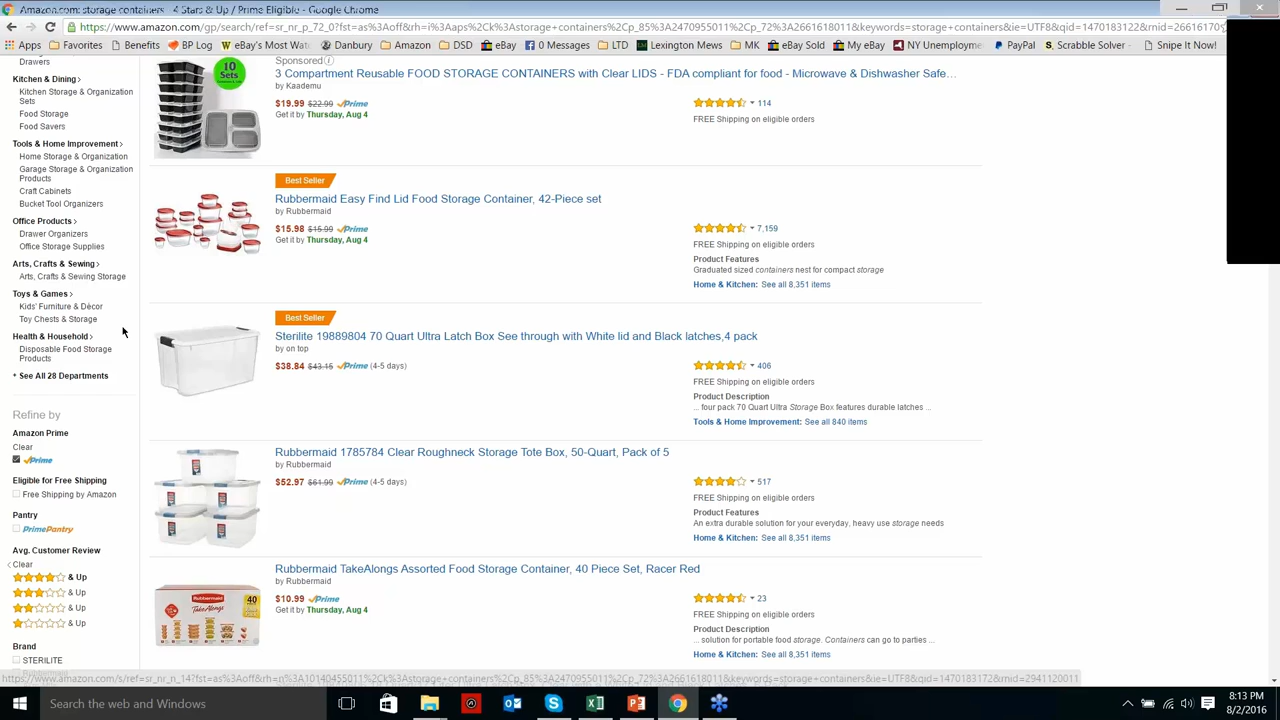 https://www.amazon.com/gp/search/ref=sr_nr_p_72_0?fst=as%3Aoff&rh=i%3Aaps%2Ck%3Astorage+containers%2Cp_85%3A2470955011%2Cp_72%3A2661618011&keywords=storage+containers&ie=UTF8&qid=1470183122&rnid=26616170
Apps Dropshoes Benefits BP Log eBay's Most Wat Danbury Amazon DSD eBay 0 Messages LTD Lexington Mews MK eBay Sold My eBay NY Unemployme PayPal Scrabble Solver - Snipe It Now!
Drawers
Kitchen & Dining
Kitchen Storage & Organization
Sets
Food Storage
Food Savers
Tools & Home Improvement
Home Storage & Organization
Garage Storage & Organization
Products
Craft Cabinets
Bucket Tool Organizers
Office Products
Drawer Organizers
Office Storage Supplies
Arts, Crafts & Sewing
Arts, Crafts & Sewing Storage
Toys & Games
Kids' Furniture & Décor
Toy Chests & Storage
Health & Household
Disposable Food Storage
Products
+ See All 28 Departments
Refine by
Amazon Prime
Clear
Prime
Eligible for Free Shipping
Free Shipping by Amazon
Pantry
PrimePantry
Avg. Customer Review
Clear
& Up
& Up
& Up
& Up
Brand
STERILITE
Rubbermaid
Sponsored
10
Sets
3 Compartment Reusable FOOD STORAGE CONTAINERS with Clear LIDS - FDA compliant for food - Microwave & Dishwasher Safe…
by Kaademu
$19.99 $22.99 Prime
Get it by Thursday, Aug 4
114
FREE Shipping on eligible orders
Best Seller
Rubbermaid Easy Find Lid Food Storage Container, 42-Piece set
by Rubbermaid
$15.98 $15.99 Prime
Get it by Thursday, Aug 4
7,159
FREE Shipping on eligible orders
Product Features
Graduated sized containers nest for compact storage
Home & Kitchen: See all 8,351 items
Best Seller
Sterilite 19889804 70 Quart Ultra Latch Box See through with White lid and Black latches,4 pack
by on top
$38.84 $43.15 Prime (4-5 days)
406
FREE Shipping on eligible orders
Product Description
... four pack 70 Quart Ultra Storage Box features durable latches ...
Tools & Home Improvement: See all 840 items
Rubbermaid 1785784 Clear Roughneck Storage Tote Box, 50-Quart, Pack of 5
by Rubbermaid
$52.97 $61.99 Prime (4-5 days)
517
FREE Shipping on eligible orders
Product Features
An extra durable solution for your everyday, heavy use storage needs
Home & Kitchen: See all 8,351 items
Rubbermaid
TakeAlongs
40
Rubbermaid TakeAlongs Assorted Food Storage Container, 40 Piece Set, Racer Red
by Rubbermaid
$10.99 Prime
Get it by Thursday, Aug 4
23
FREE Shipping on eligible orders
Product Description
... solution for portable food storage. Containers can go to parties ...
Home & Kitchen: See all 8,351 items
https://www.amazon.com/s/ref=sr_nr_n_14?fst=as%3Aoff&rh=n%3A10140455011%2Ck%3Astorage+containers%2Cp_72%3A2661618011%2Cp_85%3A2470955011&keywords=storage+containers&ie=UTF8&qid=1470183172&rnid=2941120011
Search the web and Windows
8:13 PM
8/2/2016